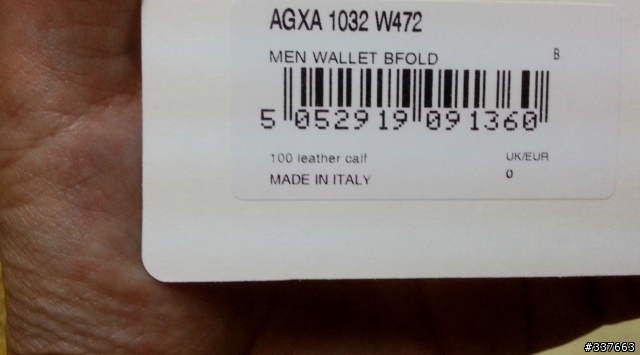 AGXA 1032 W472
MEN WALLET BFOLD B
5 052919 091360
100 leather calf UK/EUR
MADE IN ITALY 0
#337663